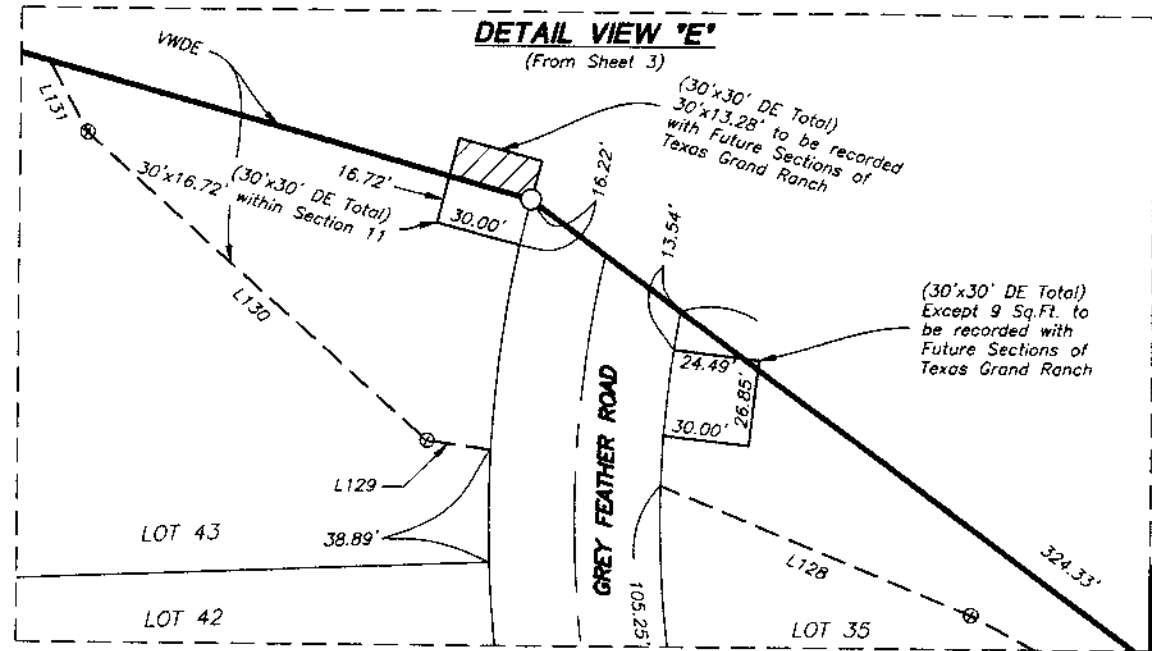 DETAIL VIEW "E"
(From Sheet 3)
VWDE
L131
(30'x30' DE Total)
30'x13.28' to be recorded
with Future Sections of
Texas Grand Ranch
16.72'
(30'x30' DE Total)
30'x16.72' within Section 11
30.00'
16.22'
13.54'
L130
(30'x30' DE Total)
Except 9 Sq.Ft. to
be recorded with
Future Sections of
Texas Grand Ranch
24.49'
26.85'
30.00'
GREY FEATHER ROAD
L129
38.89'
LOT 43
LOT 42
105.25'
L128
324.33'
LOT 35